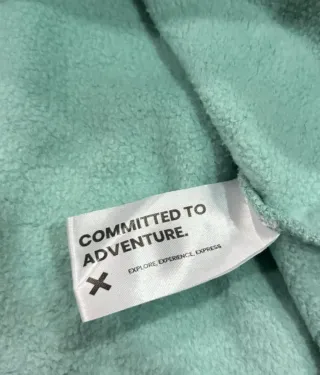 COMMITTED TO
ADVENTURE.
EXPLORE, EXPERIENCE, EXPRESS